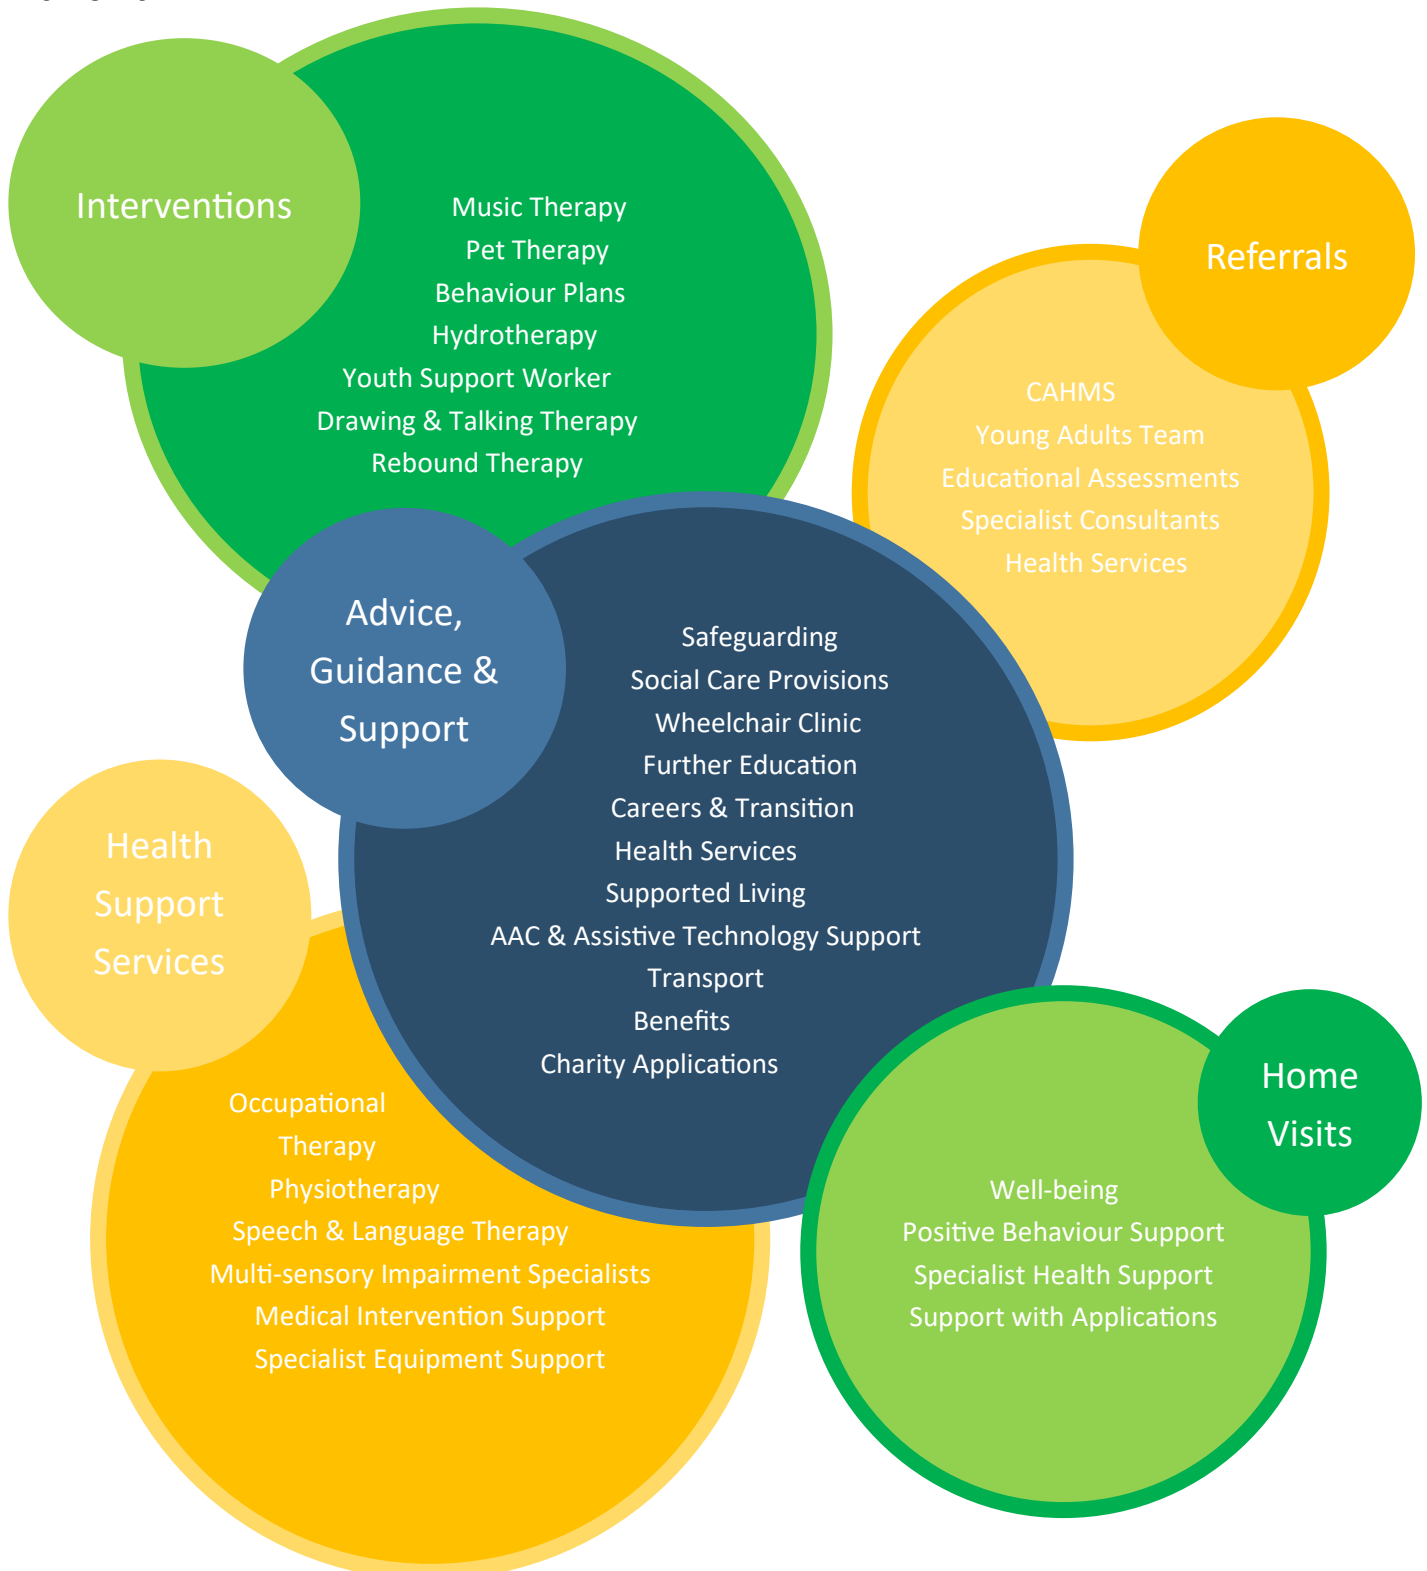 Interventions
Music Therapy
Pet Therapy
Behaviour Plans
Hydrotherapy
Youth Support Worker
Drawing & Talking Therapy
Rebound Therapy
Referrals
CAHMS
Young Adults Team
Educational Assessments
Specialist Consultants
Health Services
Advice,
Guidance &
Support
Safeguarding
Social Care Provisions
Wheelchair Clinic
Further Education
Careers & Transition
Health Services
Supported Living
AAC & Assistive Technology Support
Transport
Benefits
Charity Applications
Health
Support
Services
Occupational
Therapy
Physiotherapy
Speech & Language Therapy
Multi-sensory Impairment Specialists
Medical Intervention Support
Specialist Equipment Support
Home
Visits
Well-being
Positive Behaviour Support
Specialist Health Support
Support with Applications